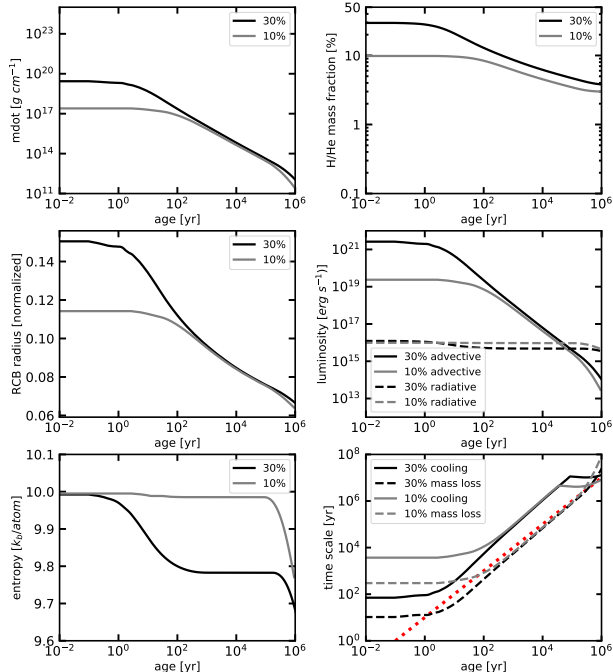 30%
10%
10^23
10^20
10^17
10^14
10^11
mdot [g cm^−1]
10^−2 10^0 10^2 10^4 10^6
age [yr]
30%
10%
50
10
1
0.1
H/He mass fraction [%]
10^−2 10^0 10^2 10^4 10^6
age [yr]
30%
10%
0.14
0.12
0.10
0.08
0.06
RCB radius [normalized]
10^−2 10^0 10^2 10^4 10^6
age [yr]
10^21
10^19
10^17
10^15
10^13
luminosity [erg s^−1)]
30% advective
10% advective
30% radiative
10% radiative
10^−2 10^0 10^2 10^4 10^6
age [yr]
30%
10%
10.1
10.0
9.9
9.8
9.7
9.6
entropy [k_b/atom]
10^−2 10^0 10^2 10^4 10^6
age [yr]
30% cooling
30% mass loss
10% cooling
10% mass loss
10^8
10^6
10^4
10^2
10^0
time scale [yr]
10^−2 10^0 10^2 10^4 10^6
age [yr]